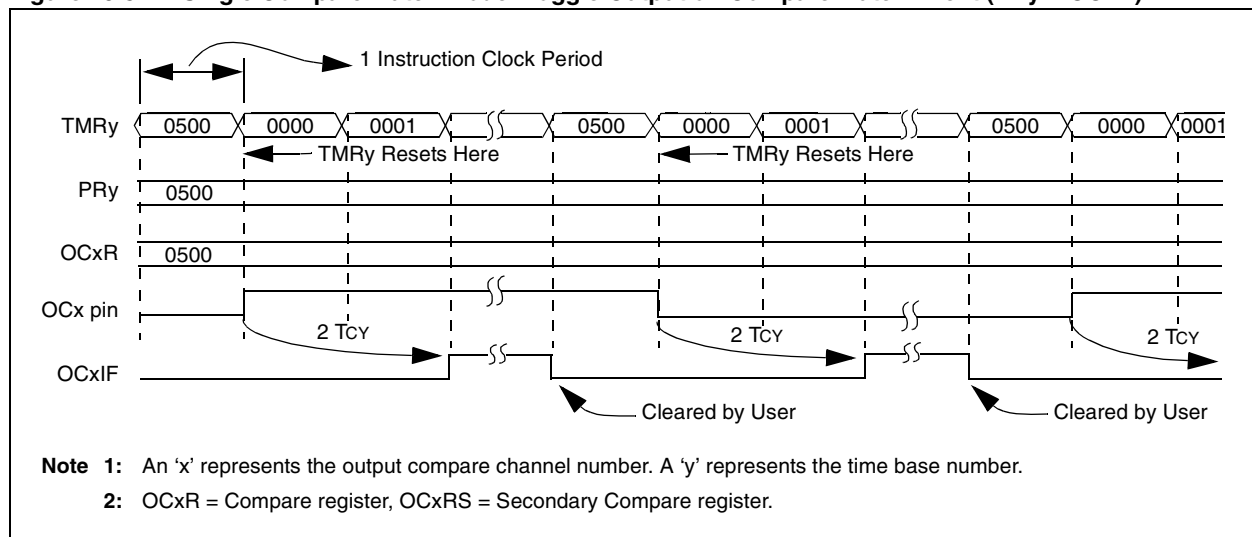 1 Instruction Clock Period
TMRy 0500 0000 0001 0500 0000 0001 0500 0000 0001
TMRy Resets Here TMRy Resets Here
PRy 0500
OCxR 0500
OCx pin
2 TCY 2 TCY 2 TCY
OCxIF
Cleared by User Cleared by User
Note 1: An ‘x’ represents the output compare channel number. A ‘y’ represents the time base number.
2: OCxR = Compare register, OCxRS = Secondary Compare register.